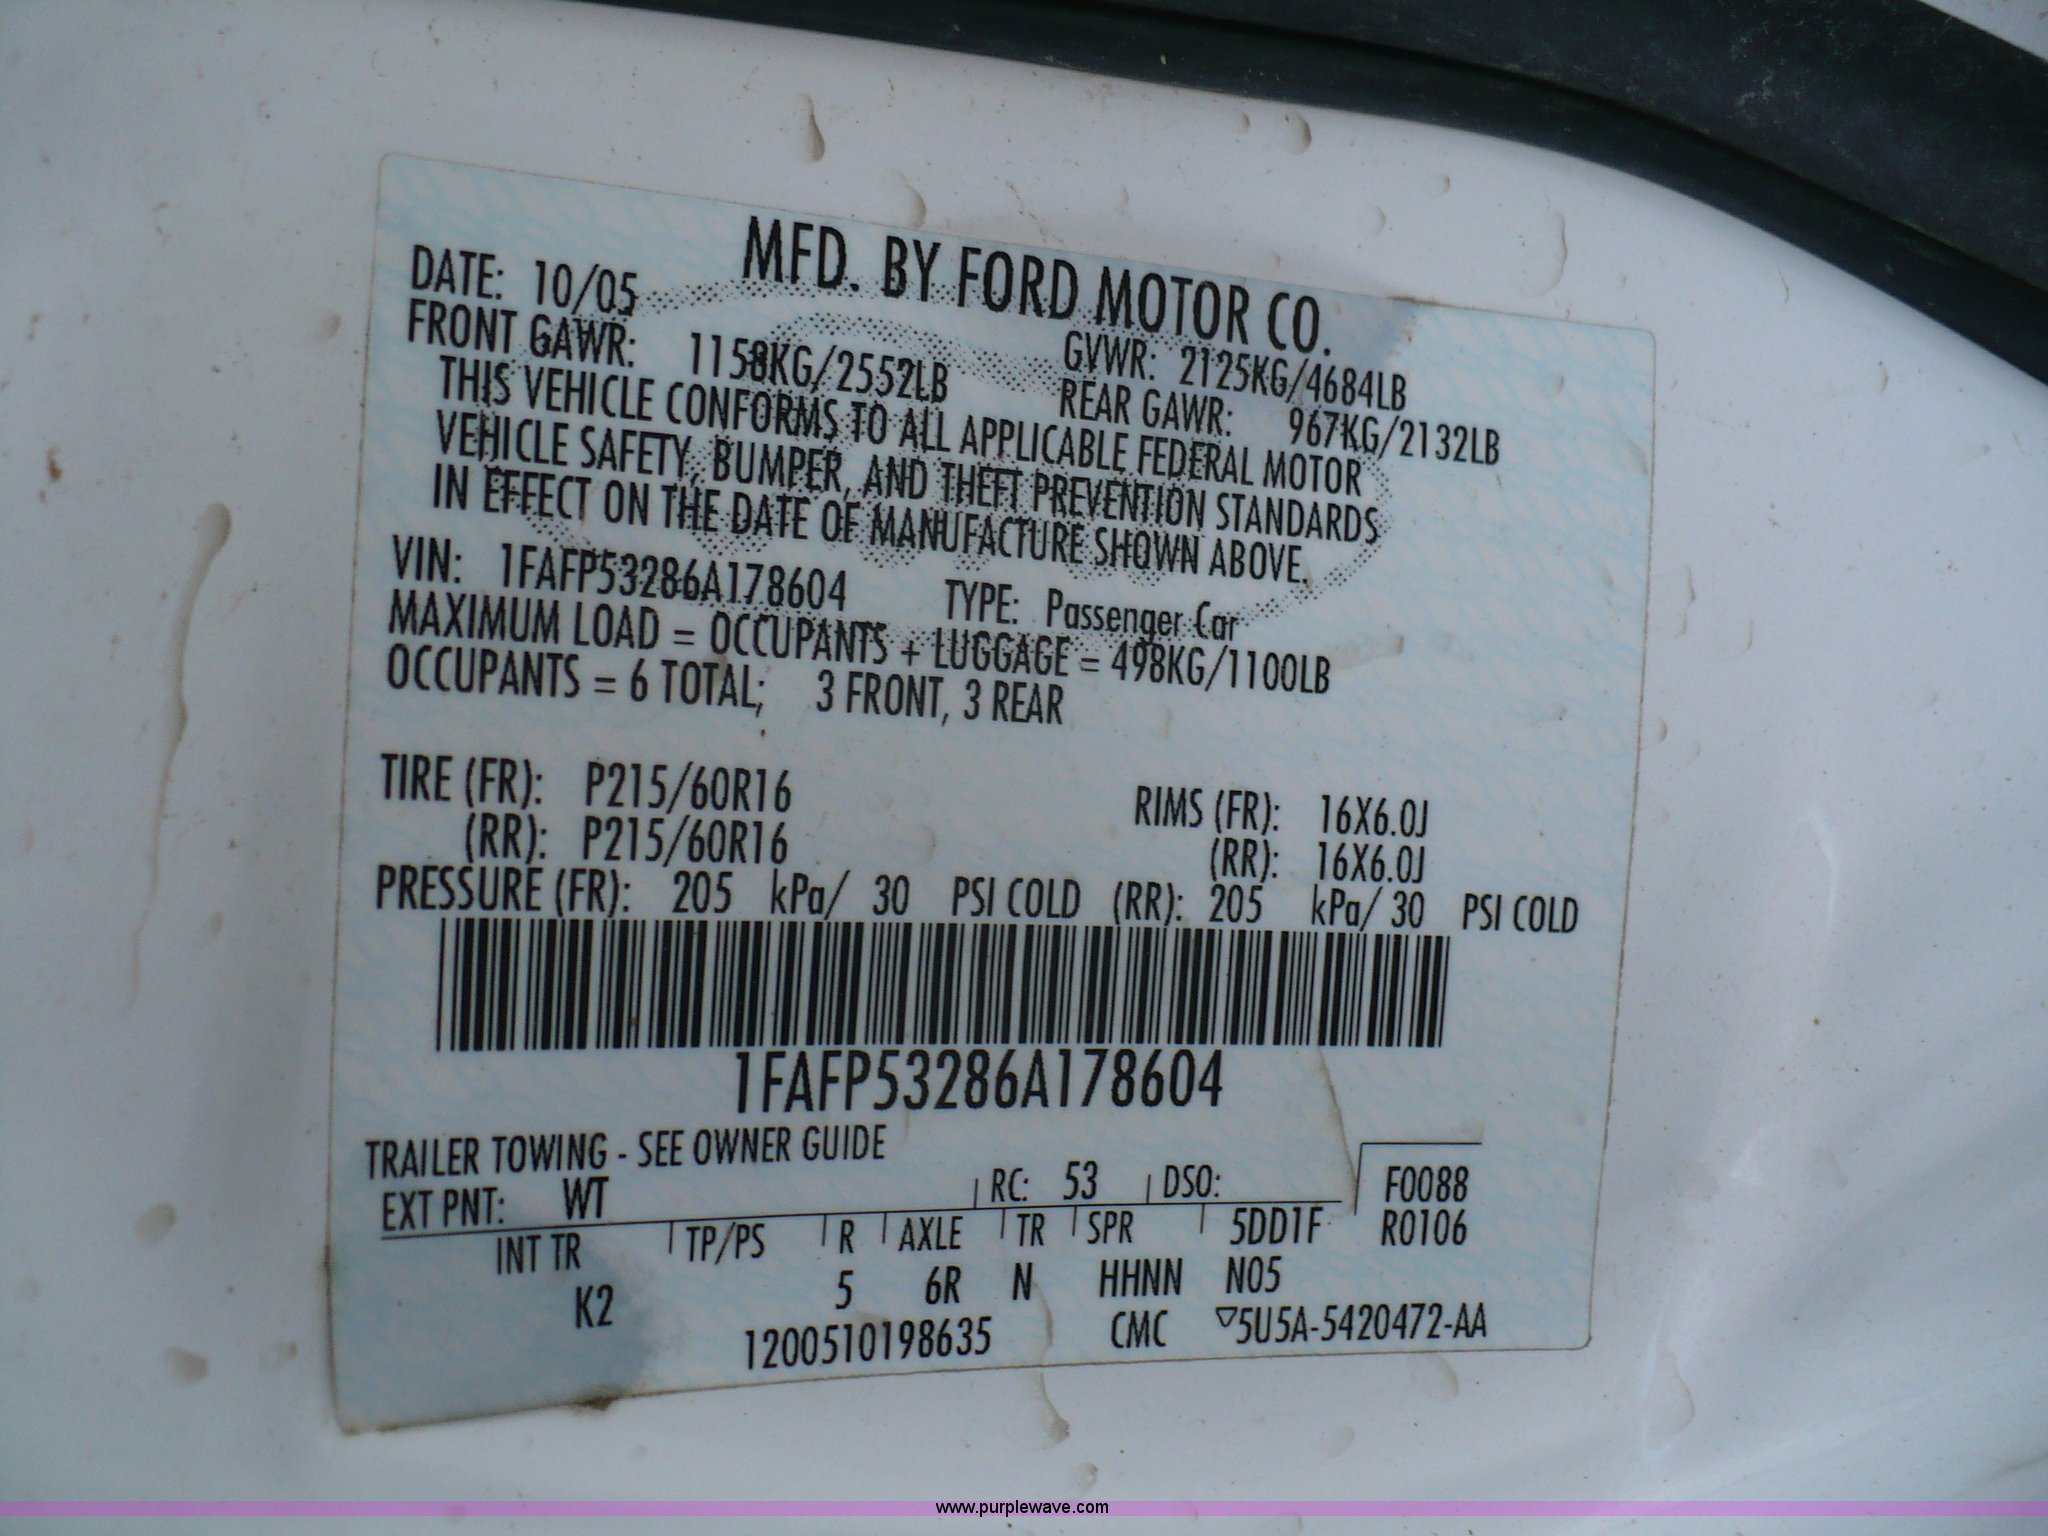 MFD. BY FORD MOTOR CO.
DATE: 10/05 GVWR: 2125KG/4684LB
FRONT GAWR: 1158KG/2552LB REAR GAWR: 967KG/2132LB
THIS VEHICLE CONFORMS TO ALL APPLICABLE FEDERAL MOTOR
VEHICLE SAFETY, BUMPER, AND THEFT PREVENTION STANDARDS
IN EFFECT ON THE DATE OF MANUFACTURE SHOWN ABOVE.
VIN: 1FAFP53286A178604 TYPE: Passenger Car
MAXIMUM LOAD = OCCUPANTS + LUGGAGE = 498KG/1100LB
OCCUPANTS = 6 TOTAL; 3 FRONT, 3 REAR
TIRE (FR): P215/60R16 RIMS (FR): 16X6.0J
(RR): P215/60R16 (RR): 16X6.0J
PRESSURE (FR): 205 kPa/ 30 PSI COLD (RR): 205 kPa/ 30 PSI COLD
1FAFP53286A178604
TRAILER TOWING - SEE OWNER GUIDE
EXT PNT: WT RC: 53 DSO: F0088
INT TR TP/PS R AXLE TR SPR 5DD1F R0106
K2 5 6R N HHNN N05
1200510198635 CMC ▽5U5A-5420472-AA
www.purplewave.com